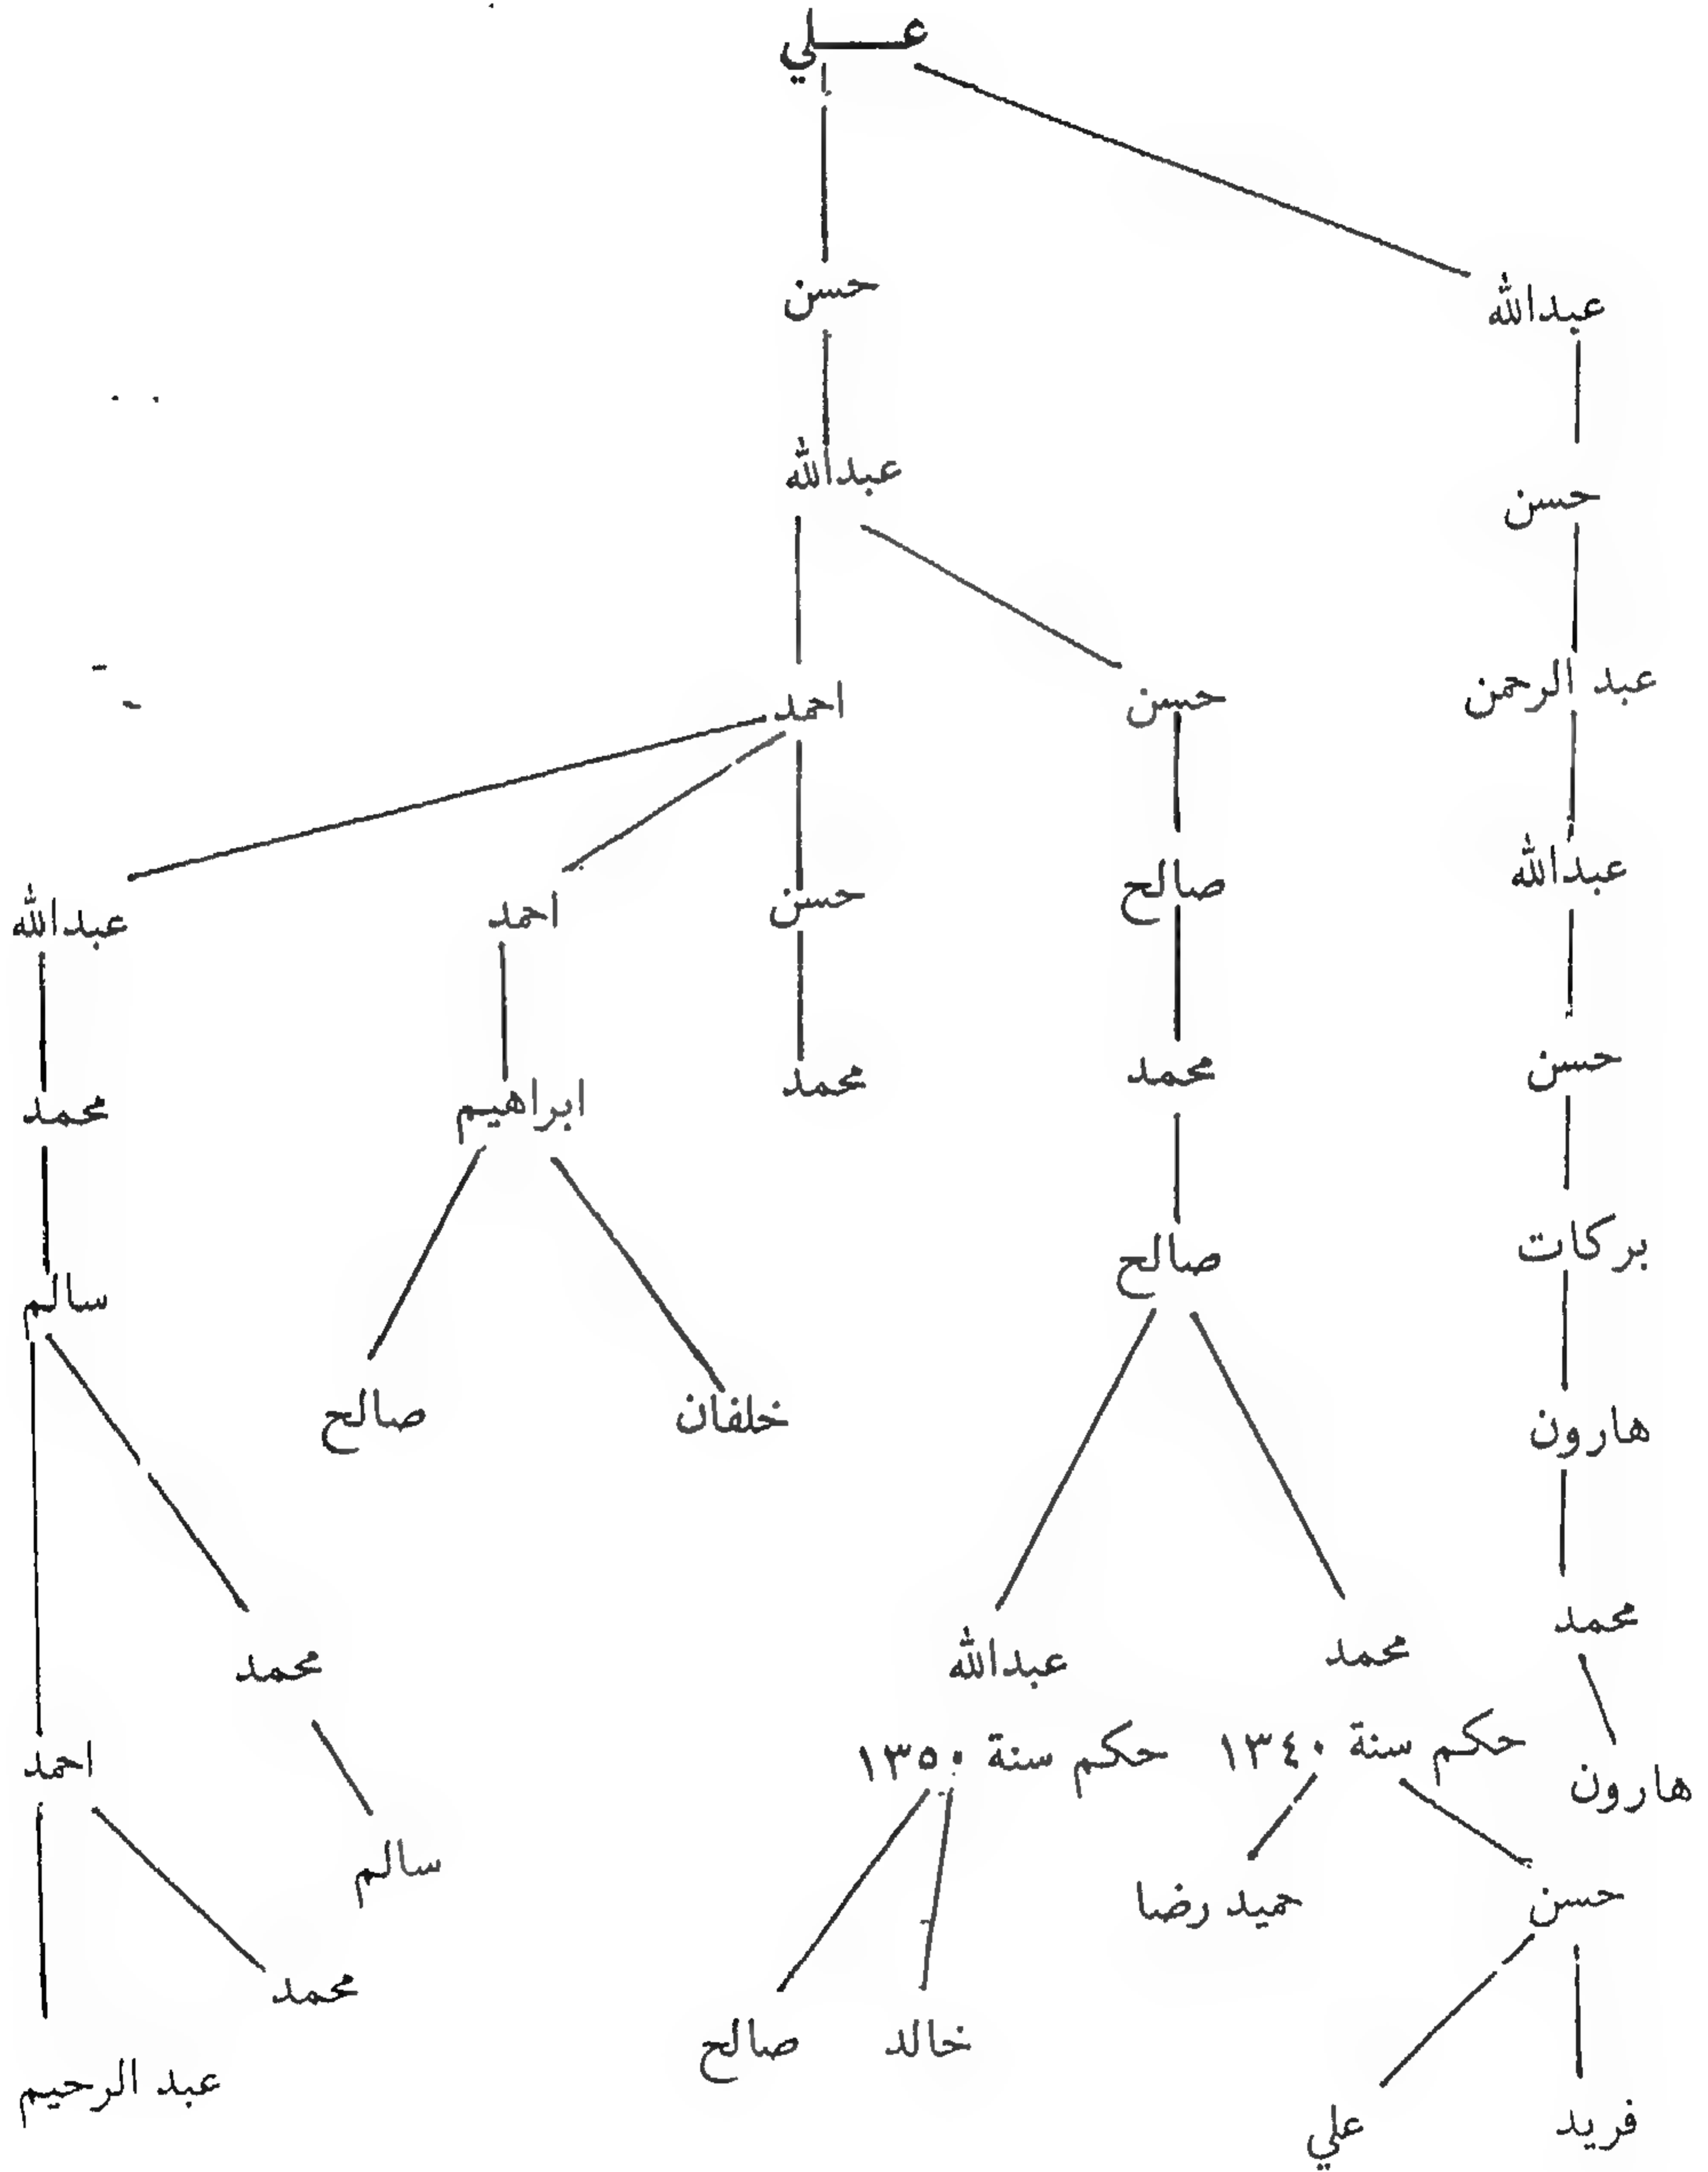 علي
حسن
عبدالله
عبدالله
حسن
عبد الرحمن
حسن
احمد
عبدالله
صالح
حسن
احمد
عبدالله
حسن
محمد
محمد
ابراهيم
محمد
بركات
صالح
سالم
هارون
خلفان
صالح
محمد
محمد
عبدالله
محمد
حكم سنة ١٣٤٠
حكم سنة ١٣٥٠
احمد
هارون
حسن
حميد رضا
سالم
محمد
خالد
صالح
عبد الرحيم
فريد
علي